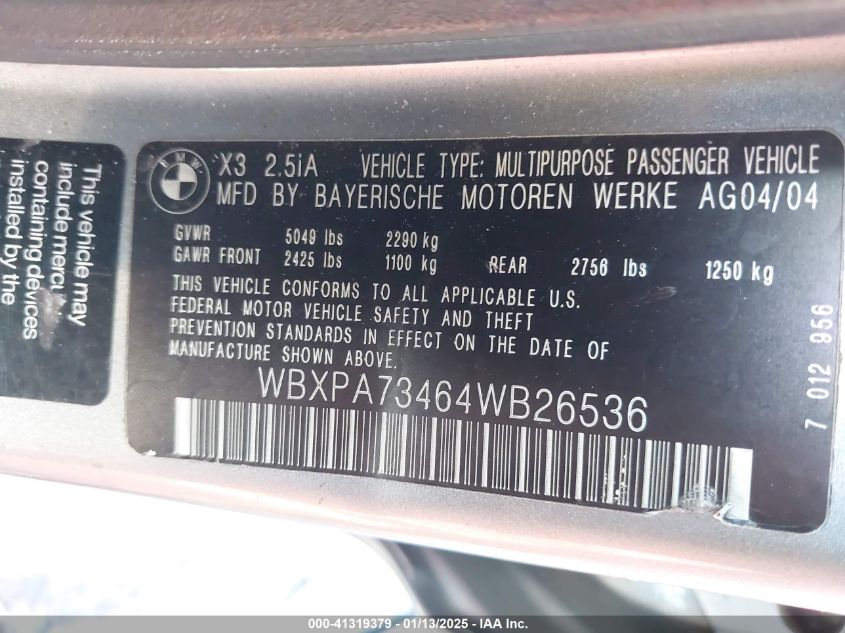 This vehicle may
include mercu
containing devices
installed by the
BMW
X3 2.5iA VEHICLE TYPE: MULTIPURPOSE PASSENGER VEHICLE
MFD BY BAYERISCHE MOTOREN WERKE AG04/04
GVWR 5049 lbs 2290 kg
GAWR FRONT 2425 lbs 1100 kg REAR 2756 lbs 1250 kg
THIS VEHICLE CONFORMS TO ALL APPLICABLE U.S.
FEDERAL MOTOR VEHICLE SAFETY AND THEFT
PREVENTION STANDARDS IN EFFECT ON THE DATE OF
MANUFACTURE SHOWN ABOVE.
WBXPA73464WB26536
7 012 956
000-41319379 - 01/13/2025 - IAA Inc.